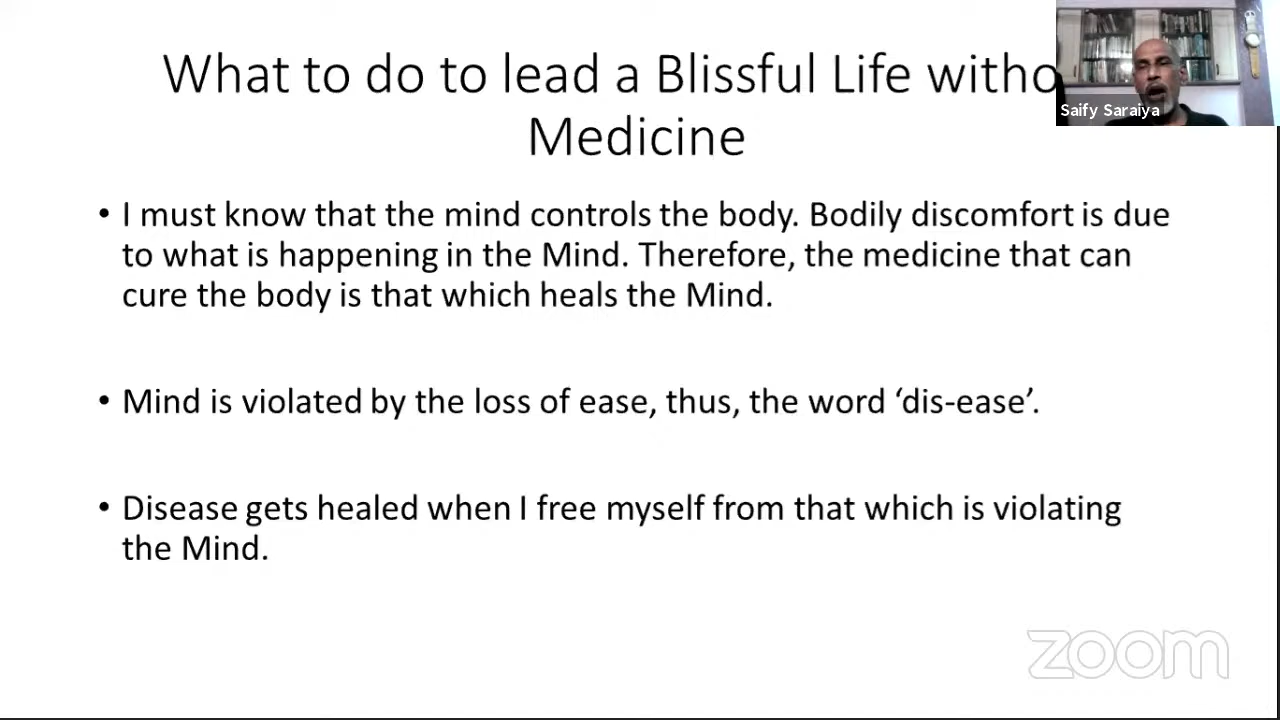 What to do to lead a Blissful Life witho
Medicine
Saify Saraiya
• I must know that the mind controls the body. Bodily discomfort is due
to what is happening in the Mind. Therefore, the medicine that can
cure the body is that which heals the Mind.
• Mind is violated by the loss of ease, thus, the word ‘dis-ease’.
• Disease gets healed when I free myself from that which is violating
the Mind.
zoom